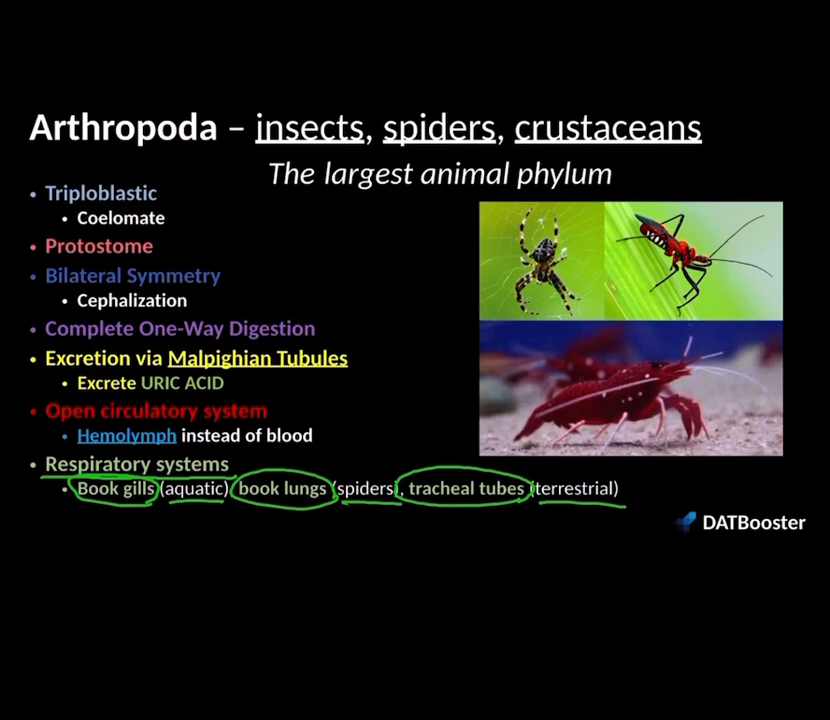 Arthropoda – insects, spiders, crustaceans
The largest animal phylum
• Triploblastic
• Coelomate
• Protostome
• Bilateral Symmetry
• Cephalization
• Complete One-Way Digestion
• Excretion via Malpighian Tubules
• Excrete URIC ACID
• Open circulatory system
• Hemolymph instead of blood
• Respiratory systems
• Book gills (aquatic), book lungs (spiders), tracheal tubes (terrestrial)
DATBooster